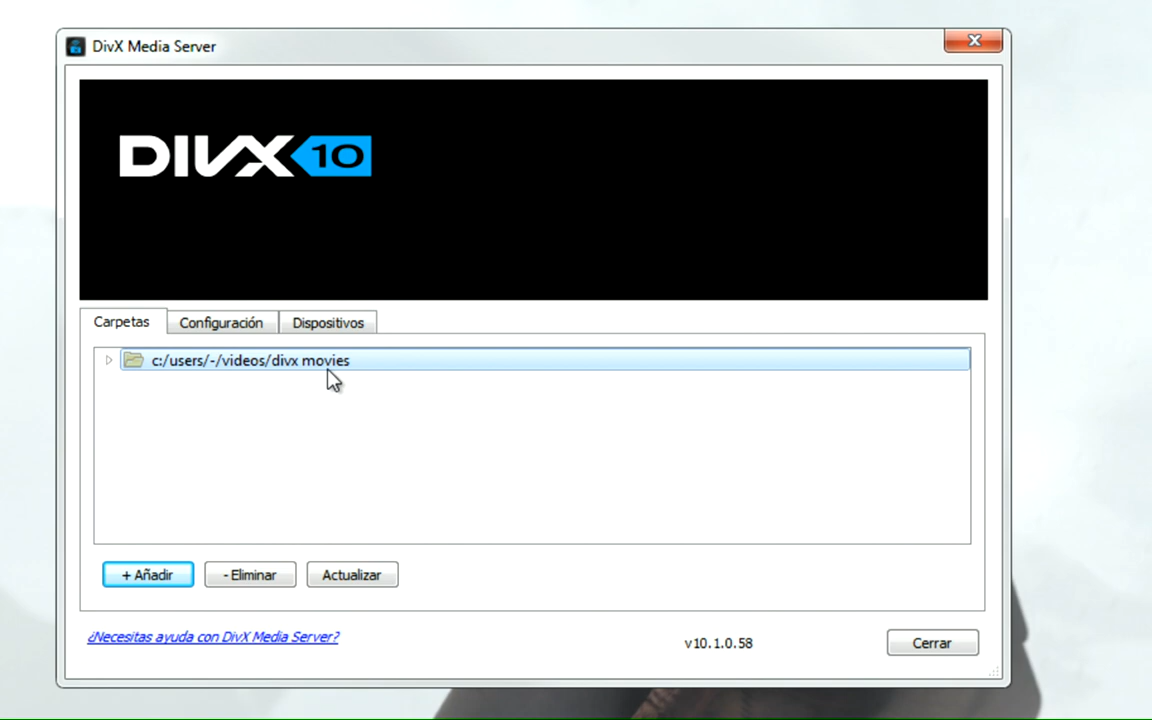 DivX Media Server
DIVX 10
Carpetas Configuración Dispositivos
c:/users/-/videos/divx movies
+ Añadir - Eliminar Actualizar
¿Necesitas ayuda con DivX Media Server?
v10.1.0.58
Cerrar